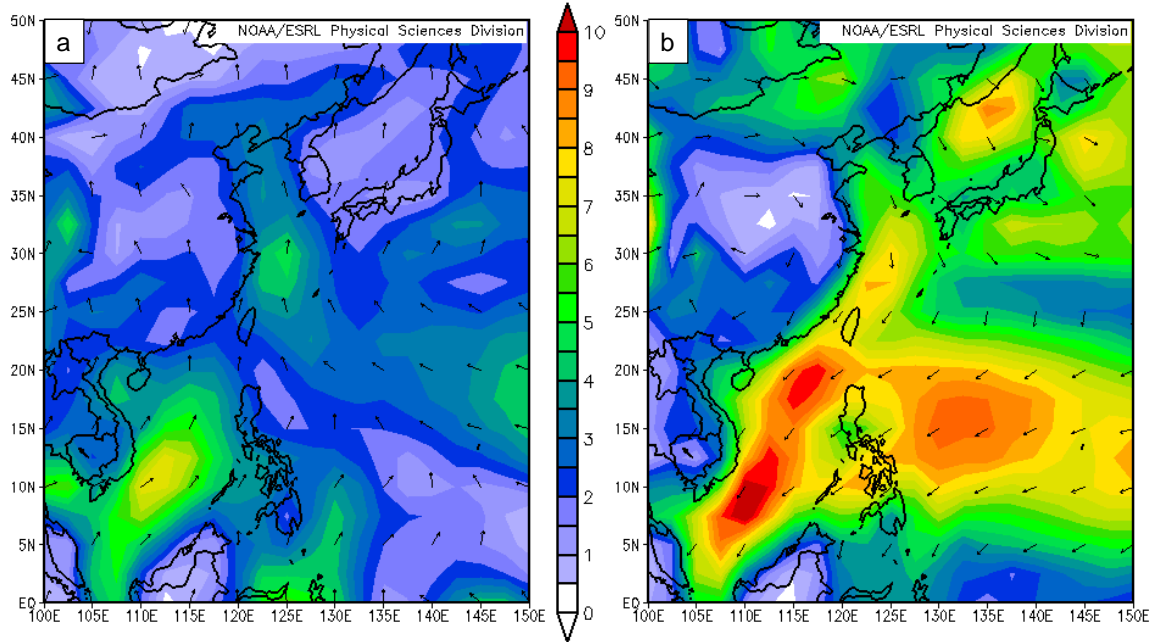 a
NOAA/ESRL Physical Sciences Division
50N
45N
40N
35N
30N
25N
20N
15N
10N
5N
EQ
100E 105E 110E 115E 120E 125E 130E 135E 140E 145E 150E
10
9
8
7
6
5
4
3
2
1
0
b
NOAA/ESRL Physical Sciences Division
50N
45N
40N
35N
30N
25N
20N
15N
10N
5N
EQ
100E 105E 110E 115E 120E 125E 130E 135E 140E 145E 150E